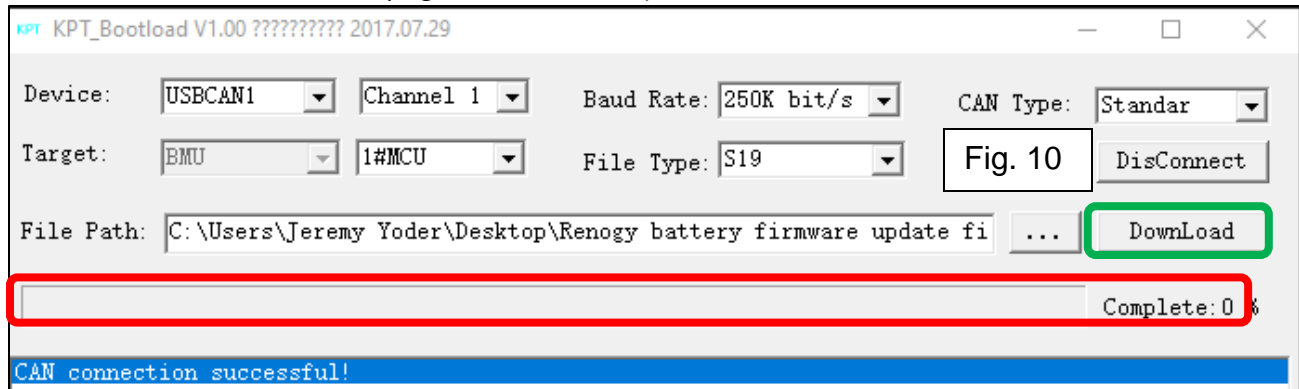 KPT KPT_Bootload V1.00 ?????????? 2017.07.29
Device: USBCAN1 Channel 1 Baud Rate: 250K bit/s CAN Type: Standar
Target: BMU 1#MCU File Type: S19 Fig. 10 DisConnect
File Path: C:\Users\Jeremy Yoder\Desktop\Renogy battery firmware update fi ... DownLoad
Complete:0 %
CAN connection successful!